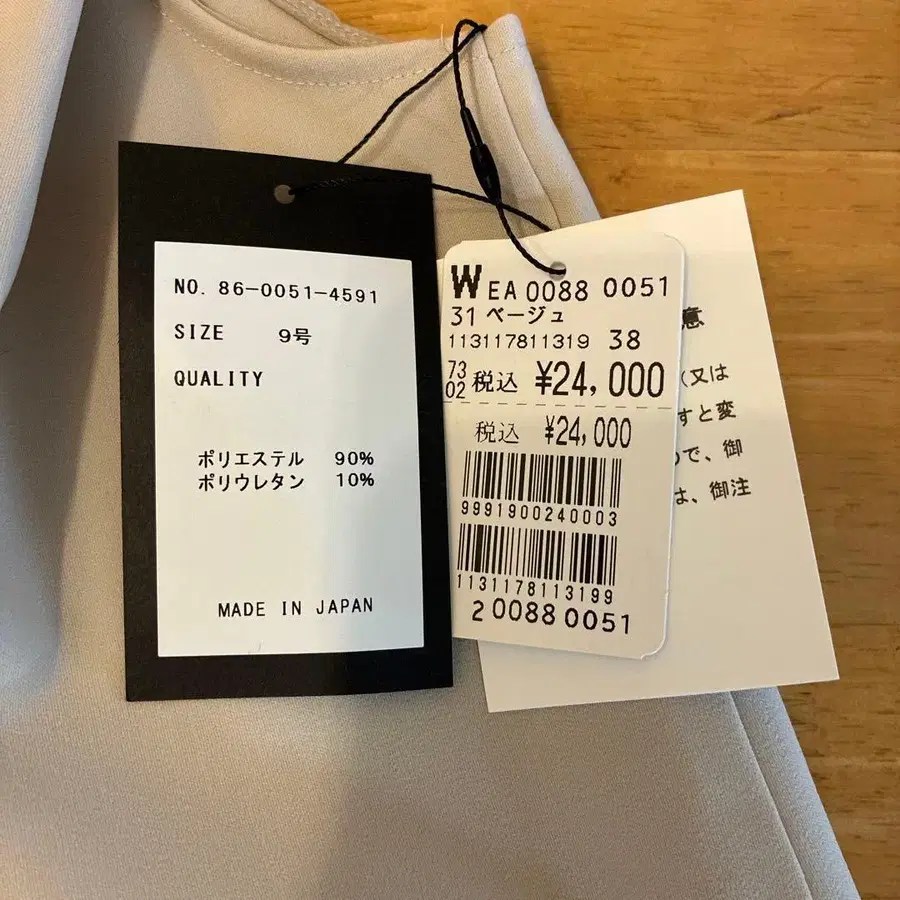 NO. 86-0051-4591
SIZE 9号
QUALITY
ポリエステル 90%
ポリウレタン 10%
MADE IN JAPAN
W EA 0088 0051
31 ベージュ
113117811319 38
7302 税込 ¥24,000
税込 ¥24,000
9991900240003
1131178113199
2 0088 0051
意
(又は
すと変
で、御
は、御注